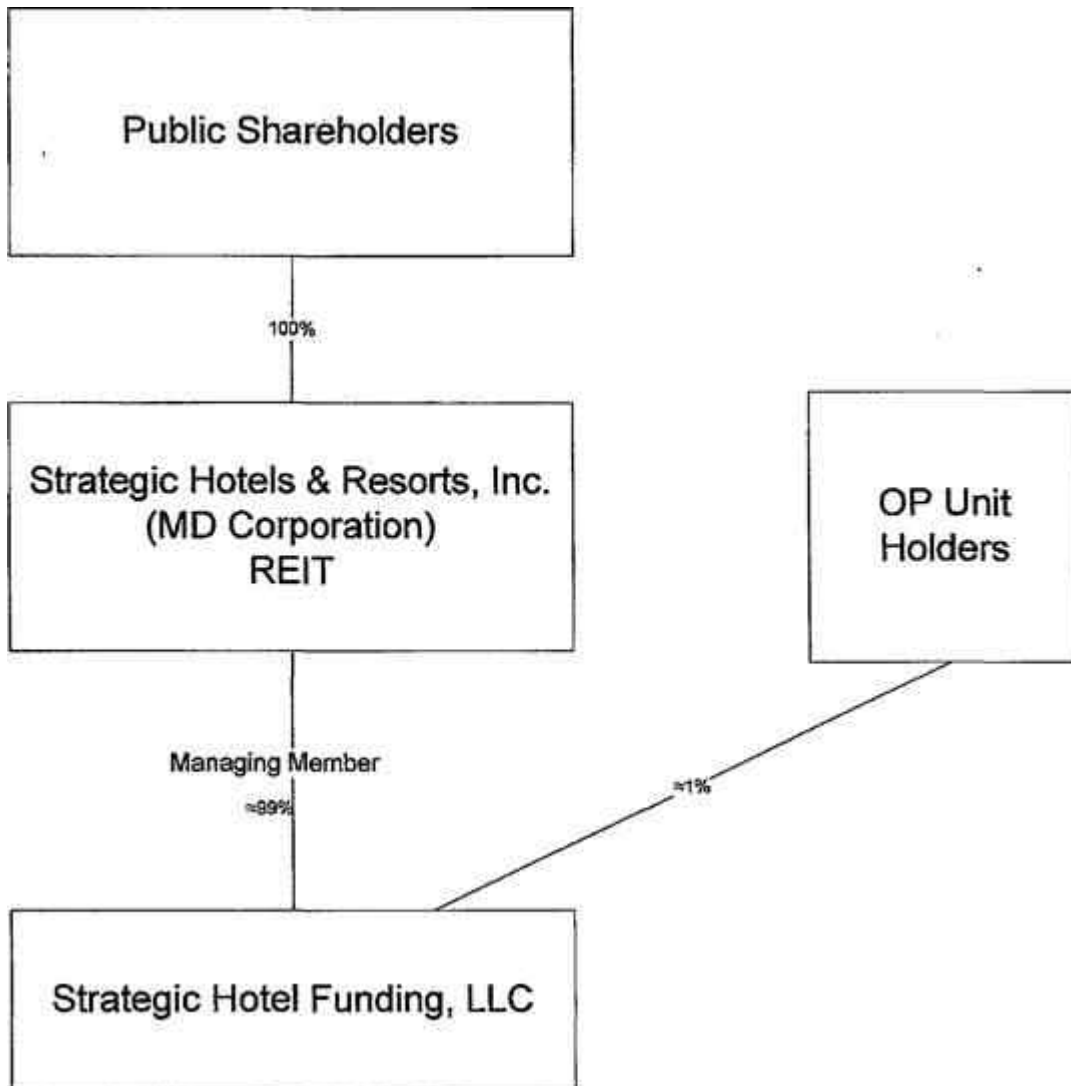 Public Shareholders
100%
Strategic Hotels & Resorts, Inc.
(MD Corporation)
REIT
OP Unit
Holders
Managing Member
≈99%
≈1%
Strategic Hotel Funding, LLC